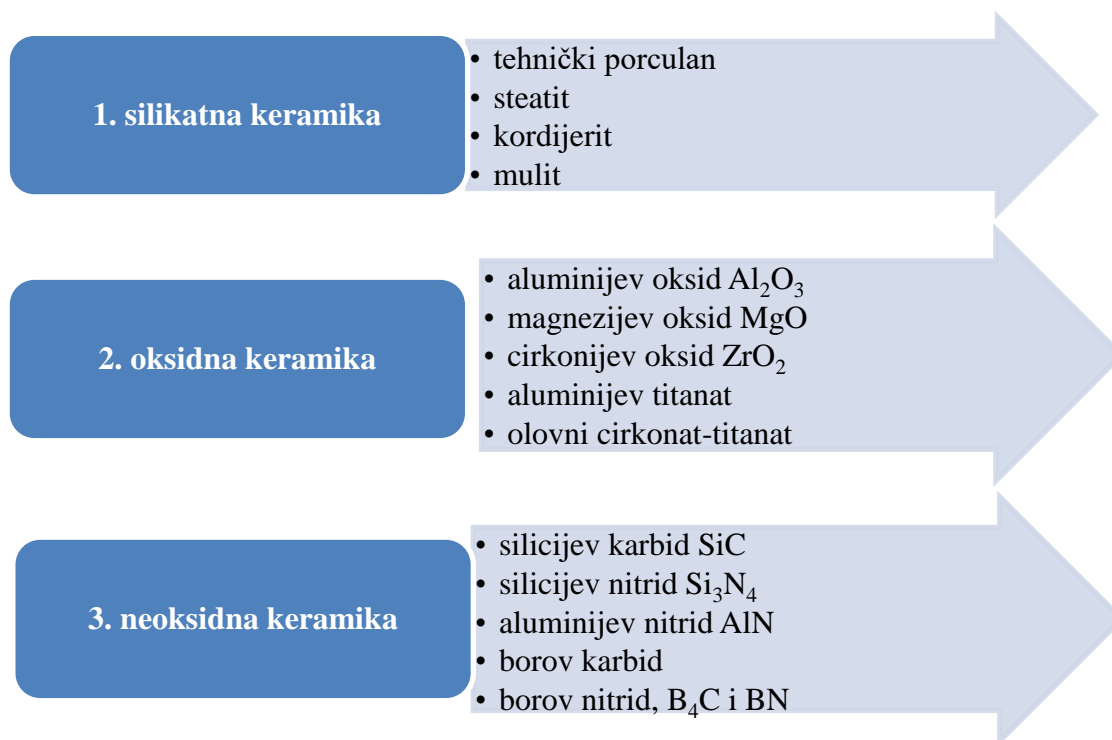 1. silikatna keramika
• tehnički porculan
• steatit
• kordijerit
• mulit
2. oksidna keramika
• aluminijev oksid Al₂O₃
• magnezijev oksid MgO
• cirkonijev oksid ZrO₂
• aluminijev titanat
• olovni cirkonat-titanat
3. neoksidna keramika
• silicijev karbid SiC
• silicijev nitrid Si₃N₄
• aluminijev nitrid AlN
• borov karbid
• borov nitrid, B₄C i BN